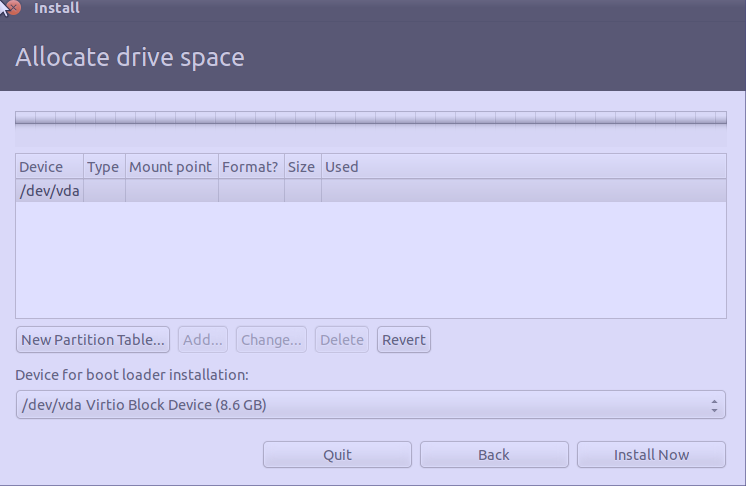 Install
Allocate drive space
Device Type Mount point Format? Size Used
/dev/vda
New Partition Table... Add... Change... Delete Revert
Device for boot loader installation:
/dev/vda Virtio Block Device (8.6 GB)
Quit Back Install Now